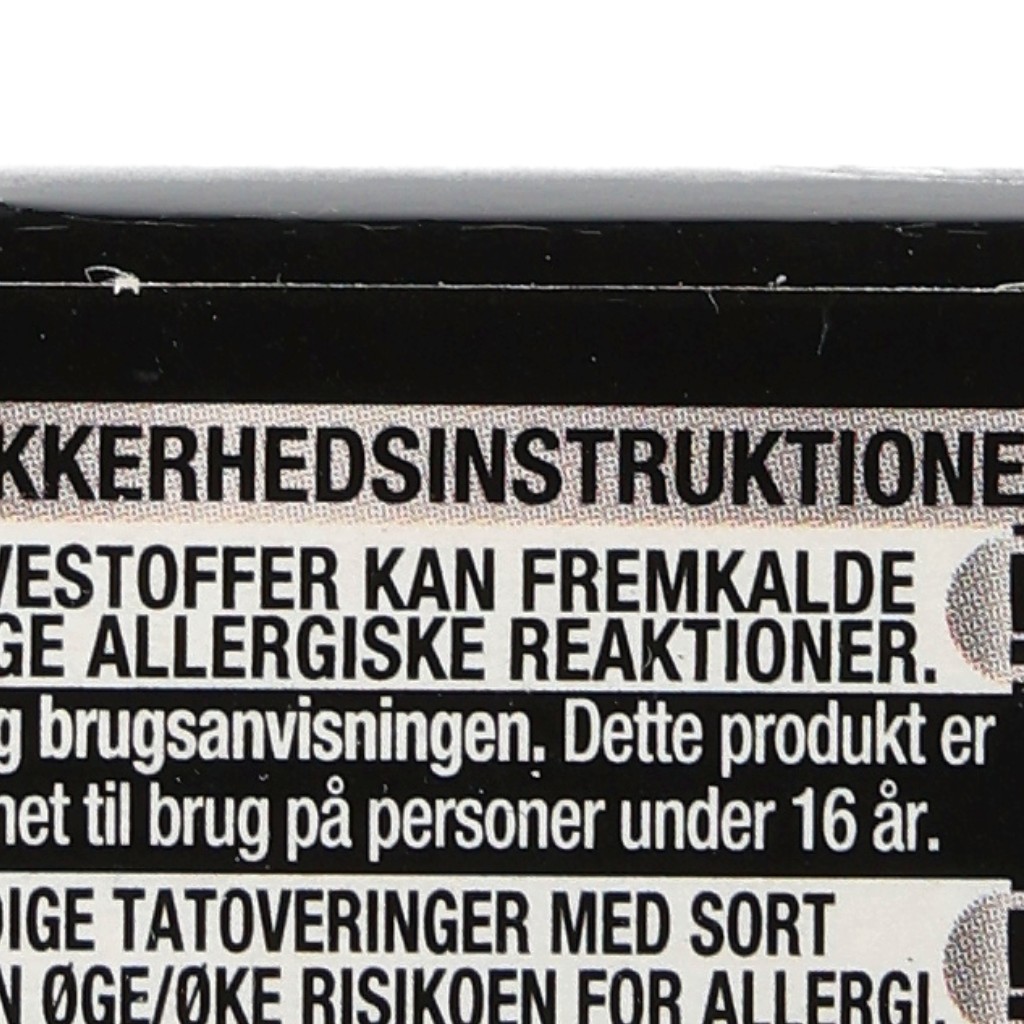 KKERHEDSINSTRUKTIONE
VESTOFFER KAN FREMKALDE
GE ALLERGISKE REAKTIONER.
g brugsanvisningen. Dette produkt er
net til brug på personer under 16 år.
DIGE TATOVERINGER MED SORT
N ØGE/ØKE RISIKOEN FOR ALLERGI.